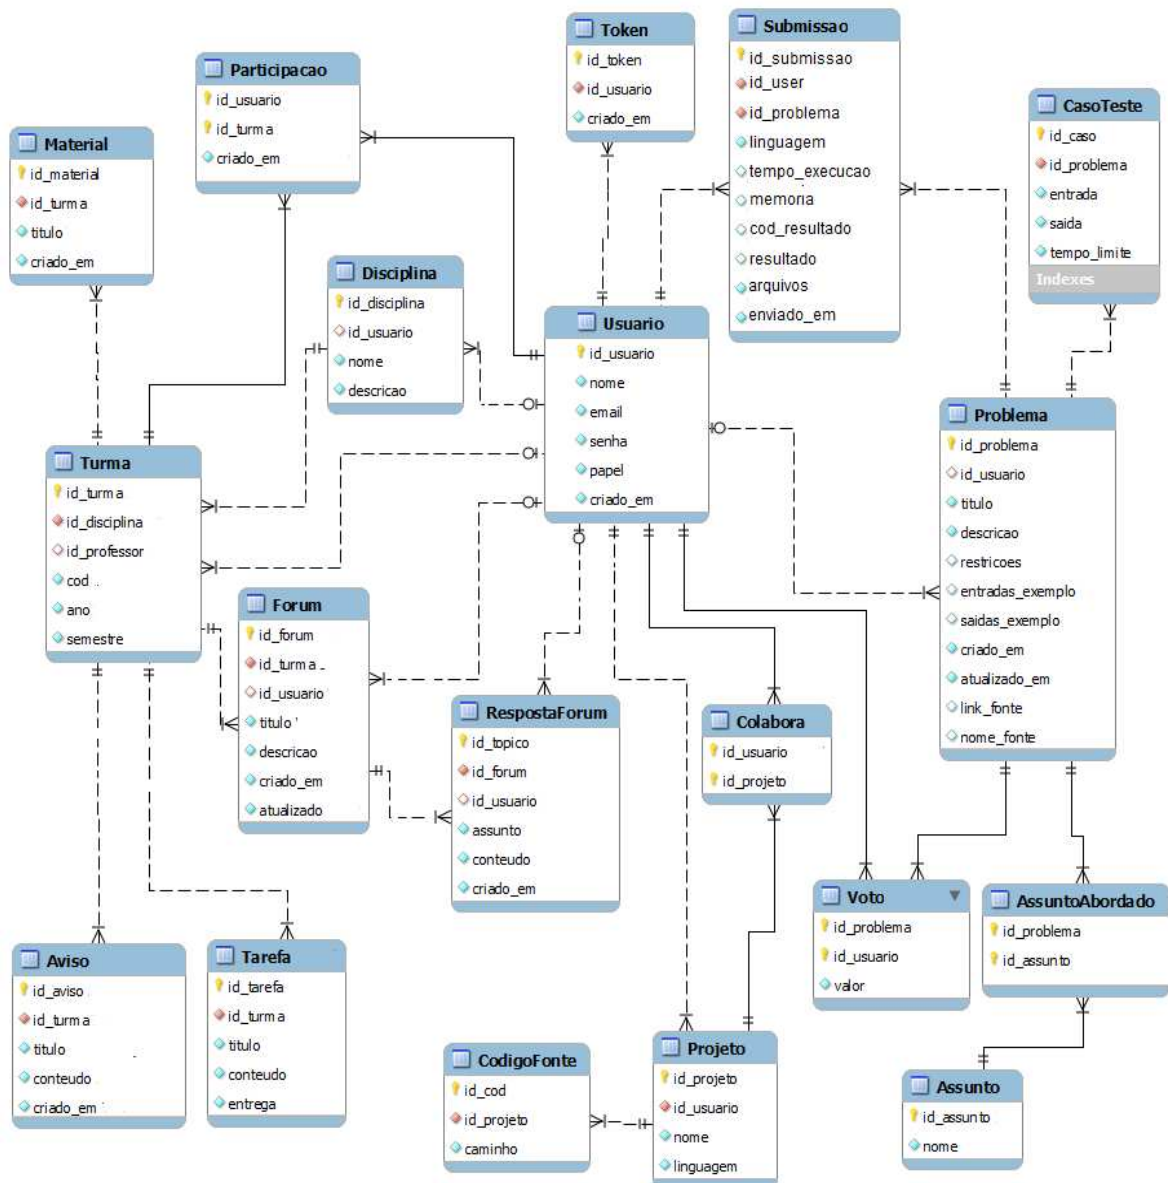 Token
id_token
id_usuario
criado_em
Submissao
id_submissao
id_user
id_problema
linguagem
tempo_execucao
memoria
cod_resultado
resultado
arquivos
enviado_em
Participacao
id_usuario
id_turma
criado_em
CasoTeste
id_caso
id_problema
entrada
saida
tempo_limite
Indexes
Material
id_material
id_turma
titulo
criado_em
Disciplina
id_disciplina
id_usuario
nome
descricao
Usuario
id_usuario
nome
email
senha
papel
criado_em
Problema
id_problema
id_usuario
titulo
descricao
restricoes
entradas_exemplo
saidas_exemplo
criado_em
atualizado_em
link_fonte
nome_fonte
Turma
id_turma
id_disciplina
id_professor
cod
ano
semestre
Forum
id_forum
id_turma
id_usuario
titulo
descricao
criado_em
atualizado
RespostaForum
id_topico
id_forum
id_usuario
assunto
conteudo
criado_em
Colabora
id_usuario
id_projeto
Voto
id_problema
id_usuario
valor
AssuntoAbordado
id_problema
id_assunto
Aviso
id_aviso
id_turma
titulo
conteudo
criado_em
Tarefa
id_tarefa
id_turma
titulo
conteudo
entrega
CodigoFonte
id_cod
id_projeto
caminho
Projeto
id_projeto
id_usuario
nome
linguagem
Assunto
id_assunto
nome